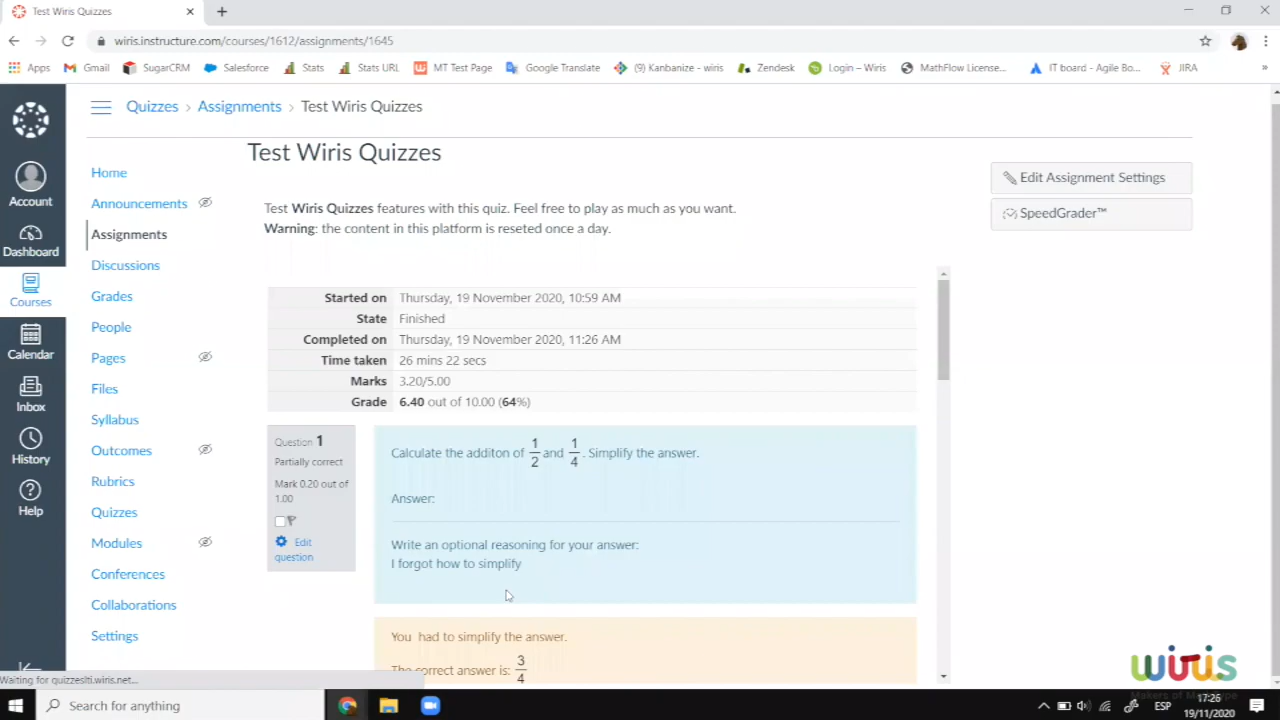 Test Wiris Quizzes
wiris.instructure.com/courses/1612/assignments/1645
Apps Gmail SugarCRM Salesforce Stats Stats URL MT Test Page Google Translate (9) Kanbanize - wiris Zendesk Login – Wiris MathFlow License... IT board - Agile Bo... JIRA »
Quizzes › Assignments › Test Wiris Quizzes
Account
Dashboard
Courses
Calendar
Inbox
History
Help
Home
Announcements
Assignments
Discussions
Grades
People
Pages
Files
Syllabus
Outcomes
Rubrics
Quizzes
Modules
Conferences
Collaborations
Settings
Test Wiris Quizzes
Test Wiris Quizzes features with this quiz. Feel free to play as much as you want.
Warning: the content in this platform is reseted once a day.
Edit Assignment Settings
SpeedGrader™
Started on Thursday, 19 November 2020, 10:59 AM
State Finished
Completed on Thursday, 19 November 2020, 11:26 AM
Time taken 26 mins 22 secs
Marks 3.20/5.00
Grade 6.40 out of 10.00 (64%)
Question 1
Partially correct
Mark 0.20 out of
1.00
Edit
question
Calculate the additon of 1/2 and 1/4. Simplify the answer.
Answer:
Write an optional reasoning for your answer:
I forgot how to simplify
You had to simplify the answer.
The correct answer is: 3/4
Waiting for quizzeslti.wiris.net...
wiris
Makers of MathType
Search for anything
ESP
17:26
19/11/2020